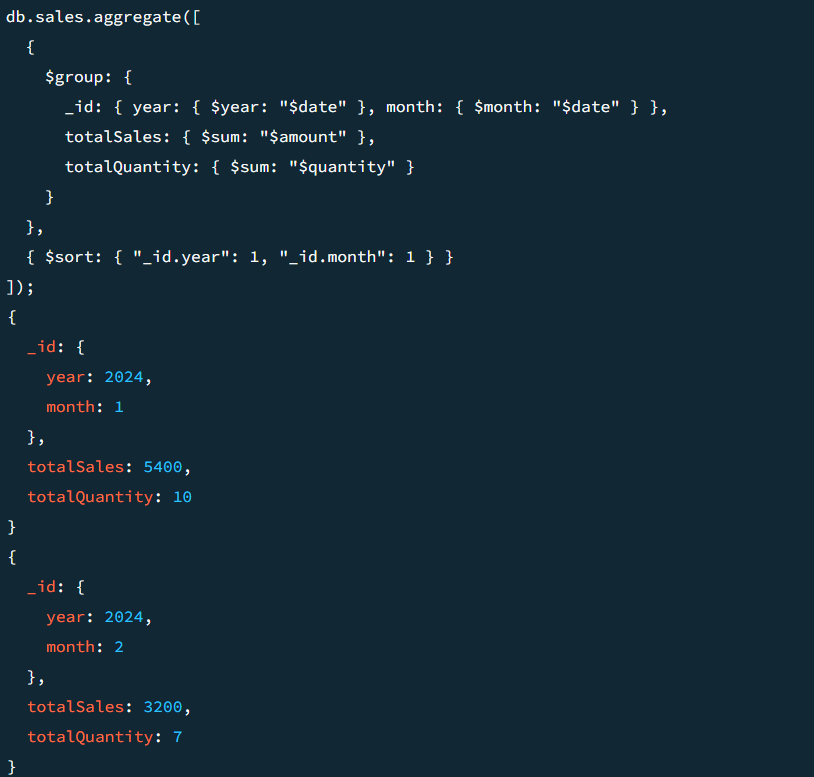 db.sales.aggregate([
  {
    $group: {
      _id: { year: { $year: "$date" }, month: { $month: "$date" } },
      totalSales: { $sum: "$amount" },
      totalQuantity: { $sum: "$quantity" }
    }
  },
  { $sort: { "_id.year": 1, "_id.month": 1 } }
]);
{
  _id: {
    year: 2024,
    month: 1
  },
  totalSales: 5400,
  totalQuantity: 10
}
{
  _id: {
    year: 2024,
    month: 2
  },
  totalSales: 3200,
  totalQuantity: 7
}